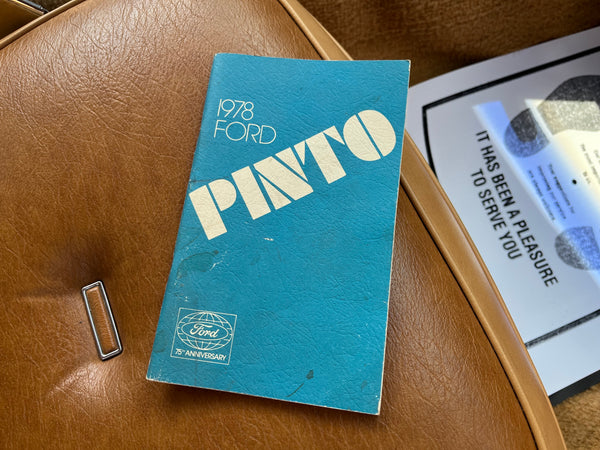 1978
FORD
PINTO
Ford
75TH ANNIVERSARY
IT HAS BEEN A PLEASURE
TO SERVE YOU